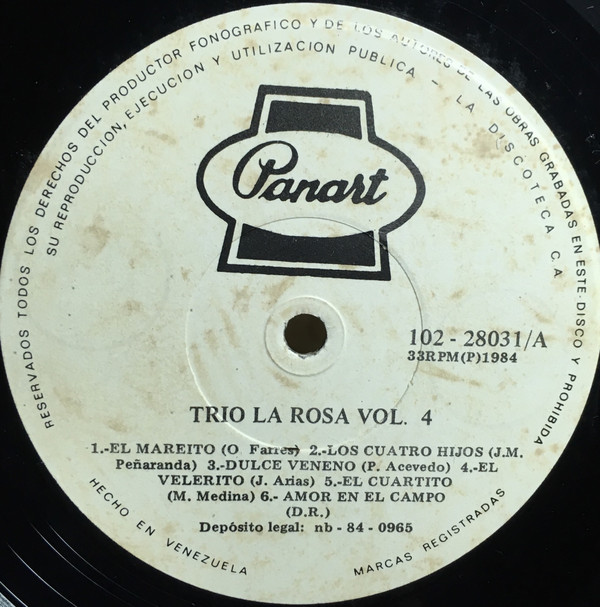 RESERVADOS TODOS LOS DERECHOS DEL PRODUCTOR FONOGRAFICO Y DE LOS AUTORES DE LAS OBRAS GRABADAS EN ESTE DISCO Y PROHIBIDA
SU REPRODUCCION, EJECUCION Y UTILIZACION PUBLICA - LA DISCOTECA C.A
Panart
102 - 28031/A
33RPM(P)1984
TRIO LA ROSA VOL. 4
1.-EL MAREITO (O. Farres) 2.-LOS CUATRO HIJOS (J.M.
Peñaranda) 3.-DULCE VENENO (P. Acevedo) 4.-EL
VELERITO (J. Arias) 5.-EL CUARTITO
(M. Medina) 6.- AMOR EN EL CAMPO
(D.R.)
Depósito legal: nb - 84 - 0965
HECHO EN VENEZUELA
MARCAS REGISTRADAS